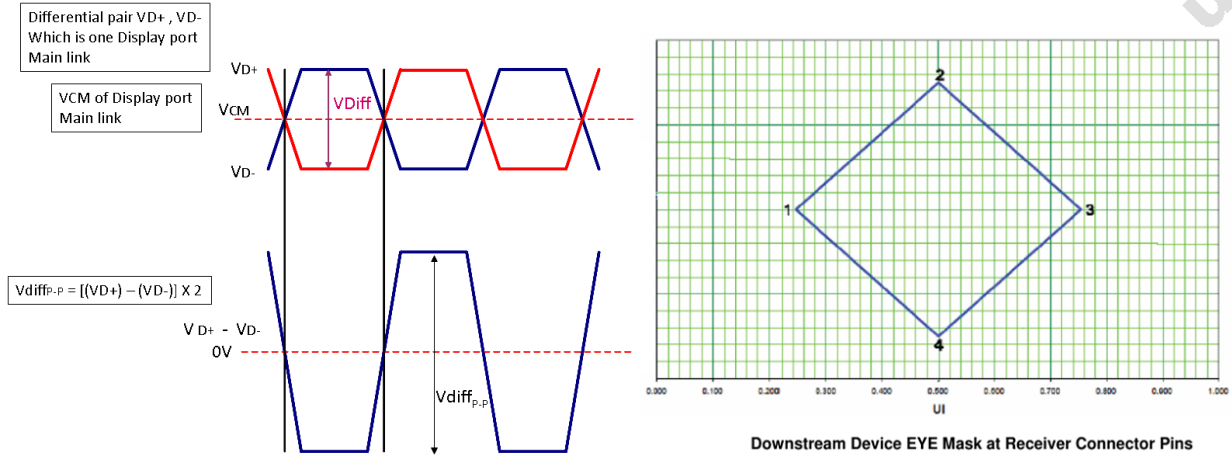 Differential pair VD+ , VD-
Which is one Display port
Main link
VCM of Display port
Main link
VD+
VCM
VD-
VDiff
VdiffP-P = [(VD+) – (VD-)] X 2
V D+ - VD-
0V
VdiffP-P
2
1
3
4
0.000 0.100 0.200 0.300 0.400 0.500 0.600 0.700 0.800 0.900 1.000
UI
Downstream Device EYE Mask at Receiver Connector Pins